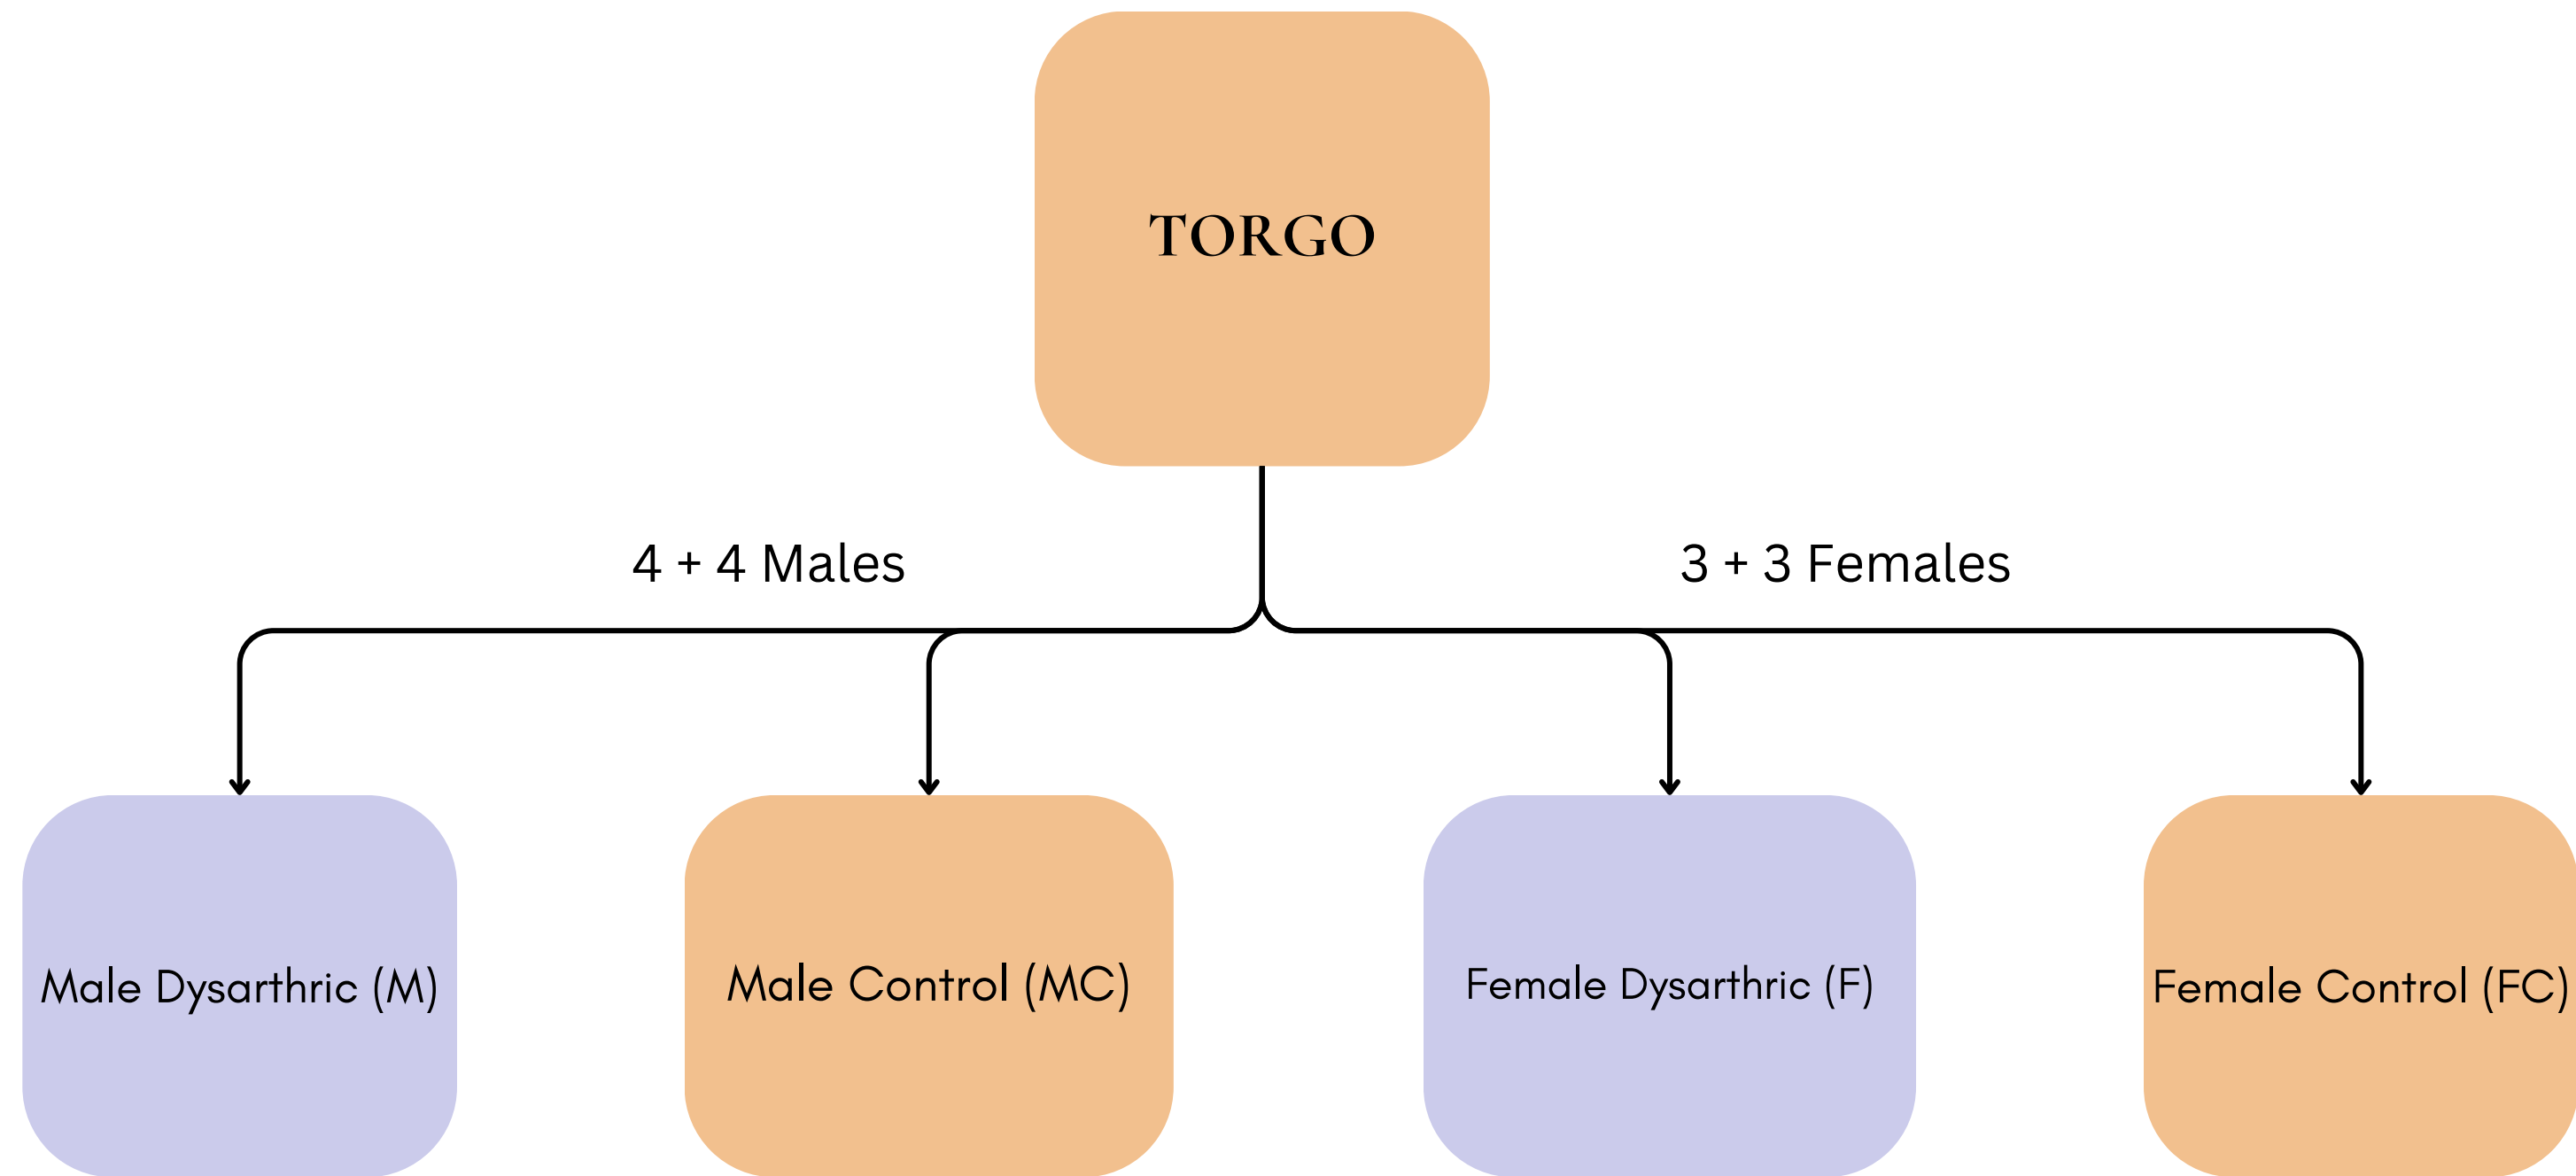 TORGO
4 + 4 Males
3 + 3 Females
Male Dysarthric (M)
Male Control (MC)
Female Dysarthric (F)
Female Control (FC)